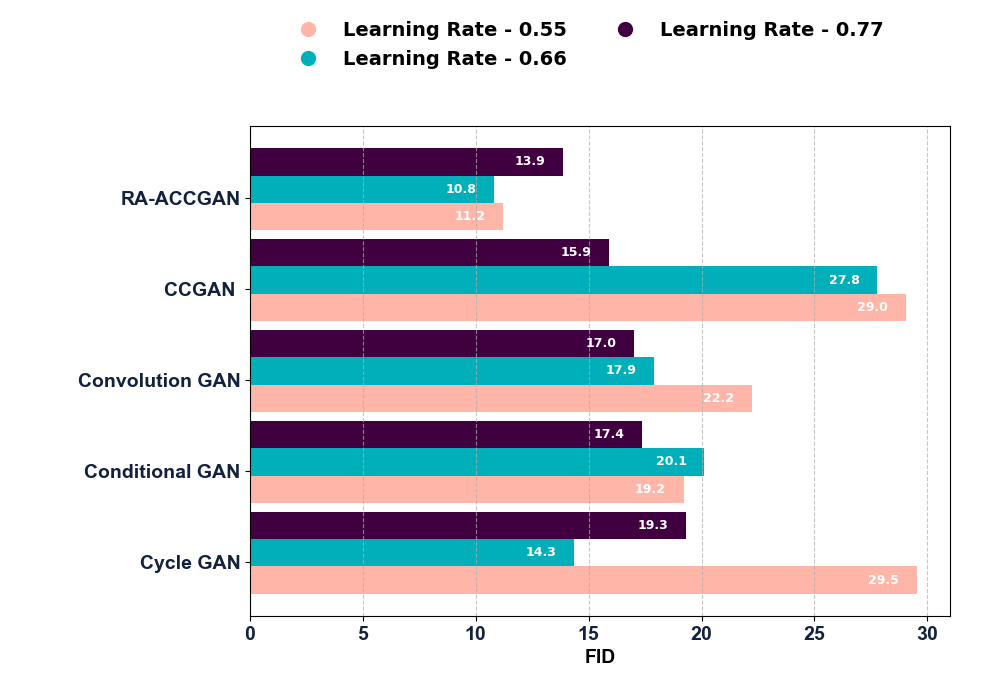 Learning Rate - 0.55
Learning Rate - 0.77
Learning Rate - 0.66
RA-ACCGAN
13.9
10.8
11.2
CCGAN
15.9
27.8
29.0
Convolution GAN
17.0
17.9
22.2
Conditional GAN
17.4
20.1
19.2
Cycle GAN
19.3
14.3
29.5
0 5 10 15 20 25 30
FID